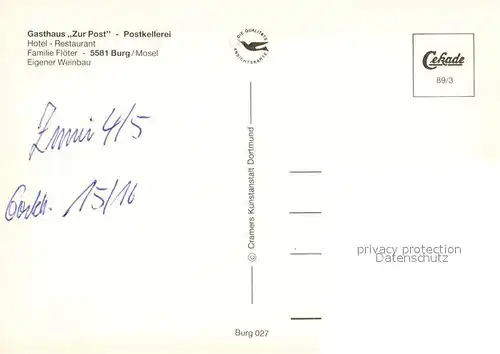 Gasthaus „Zur Post" - Postkellerei
Hotel - Restaurant
Familie Flöter - 5581 Burg/Mosel
Eigener Weinbau
DIE QUALITÄTS
ANSICHTSKARTE
Cekade
89/3
4/5
15/16
© Cramers Kunstanstalt Dortmund
privacy protection
Datenschutz
Burg 027